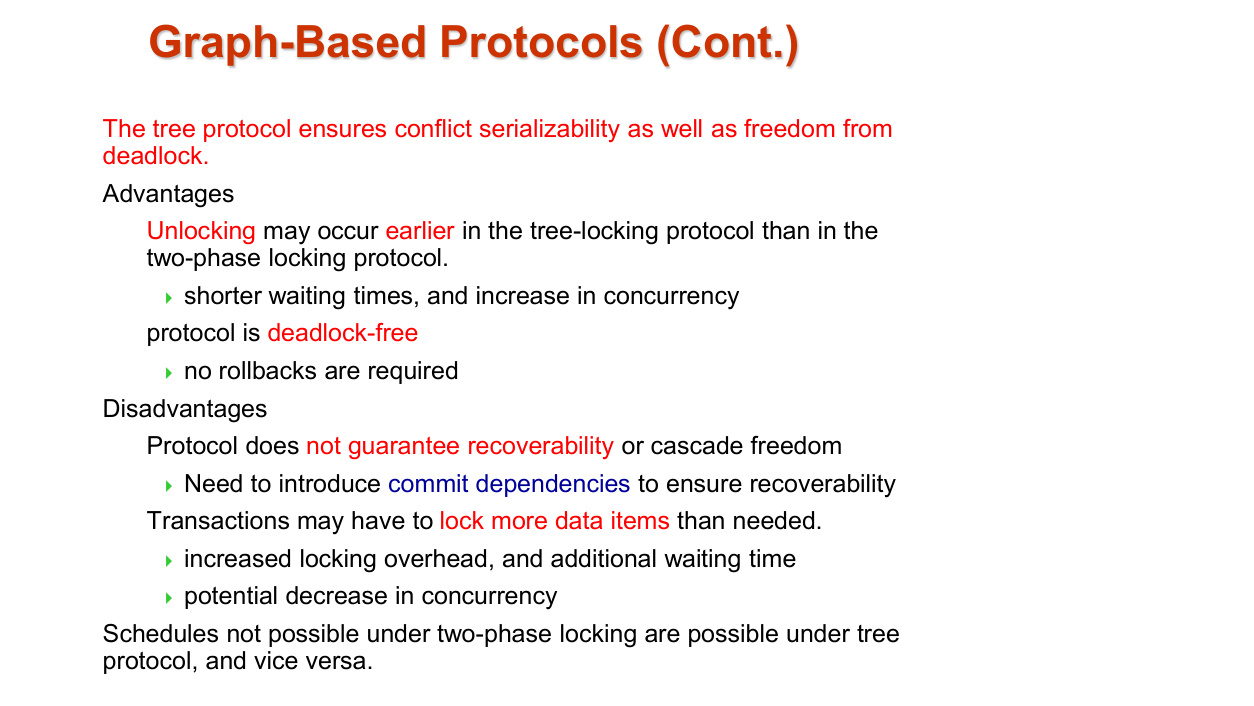 Graph-Based Protocols (Cont.)
The tree protocol ensures conflict serializability as well as freedom from
deadlock.
Advantages
Unlocking may occur earlier in the tree-locking protocol than in the
two-phase locking protocol.
shorter waiting times, and increase in concurrency
protocol is deadlock-free
no rollbacks are required
Disadvantages
Protocol does not guarantee recoverability or cascade freedom
Need to introduce commit dependencies to ensure recoverability
Transactions may have to lock more data items than needed.
increased locking overhead, and additional waiting time
potential decrease in concurrency
Schedules not possible under two-phase locking are possible under tree
protocol, and vice versa.